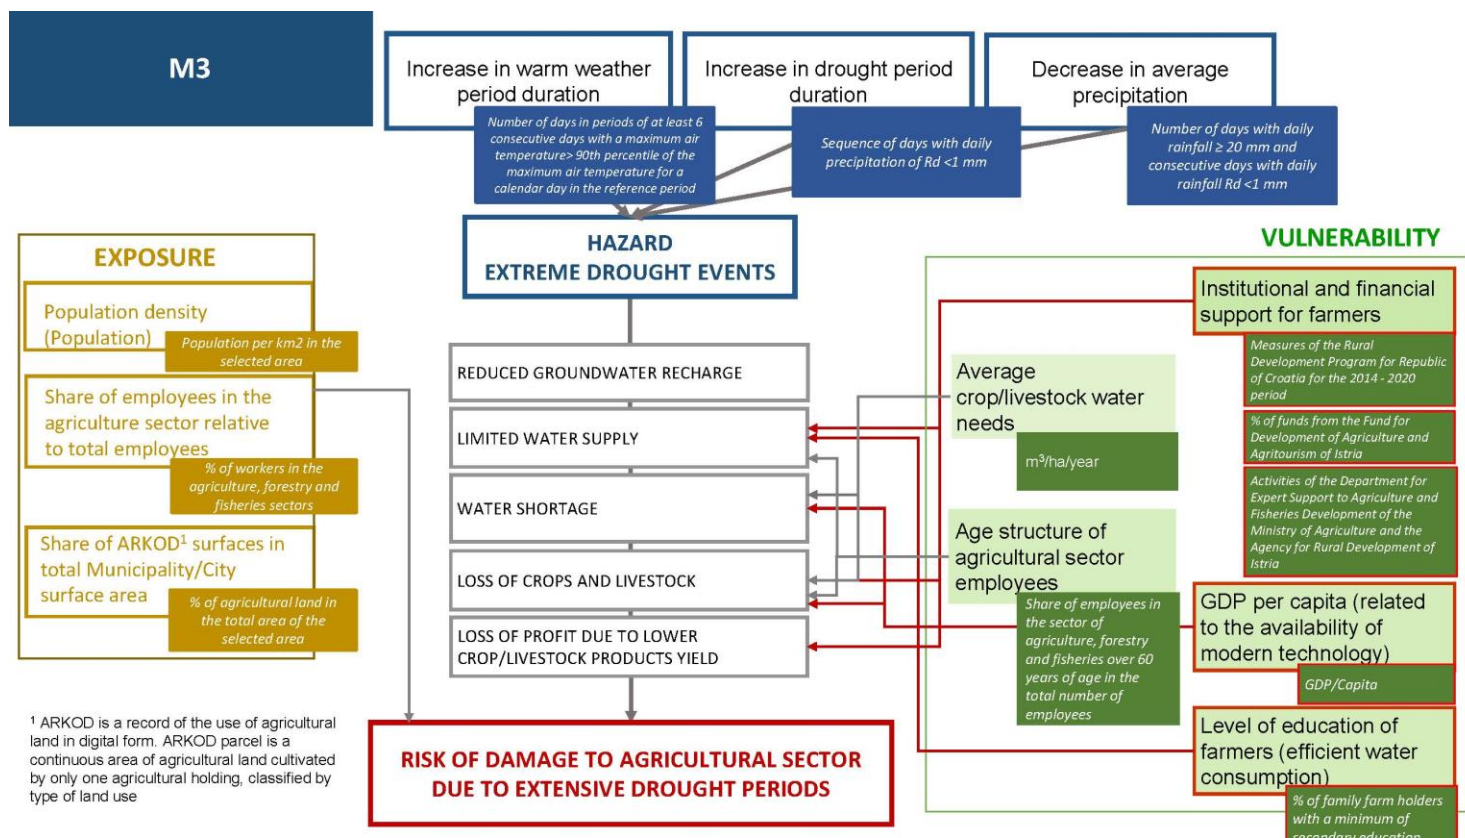 M3
Increase in warm weather
period duration
Number of days in periods of at least 6
consecutive days with a maximum air
temperature> 90th percentile of the
maximum air temperature for a
calendar day in the reference period
Increase in drought period
duration
Sequence of days with daily
precipitation of Rd <1 mm
Decrease in average
precipitation
Number of days with daily
rainfall ≥ 20 mm and
consecutive days with daily
rainfall Rd <1 mm
HAZARD
EXTREME DROUGHT EVENTS
EXPOSURE
Population density
(Population)
Population per km2 in the
selected area
Share of employees in the
agriculture sector relative
to total employees
% of workers in the
agriculture, forestry and
fisheries sectors
Share of ARKOD¹ surfaces in
total Municipality/City
surface area
% of agricultural land in
the total area of the
selected area
¹ ARKOD is a record of the use of agricultural
land in digital form. ARKOD parcel is a
continuous area of agricultural land cultivated
by only one agricultural holding, classified by
type of land use
REDUCED GROUNDWATER RECHARGE
LIMITED WATER SUPPLY
WATER SHORTAGE
LOSS OF CROPS AND LIVESTOCK
LOSS OF PROFIT DUE TO LOWER
CROP/LIVESTOCK PRODUCTS YIELD
RISK OF DAMAGE TO AGRICULTURAL SECTOR
DUE TO EXTENSIVE DROUGHT PERIODS
VULNERABILITY
Average
crop/livestock water
needs
m³/ha/year
Age structure of
agricultural sector
employees
Share of employees in
the sector of
agriculture, forestry
and fisheries over 60
years of age in the
total number of
employees
Institutional and financial
support for farmers
Measures of the Rural
Development Program for Republic
of Croatia for the 2014 - 2020
period
% of funds from the Fund for
Development of Agriculture and
Agritourism of Istria
Activities of the Department for
Expert Support to Agriculture and
Fisheries Development of the
Ministry of Agriculture and the
Agency for Rural Development of
Istria
GDP per capita (related
to the availability of
modern technology)
GDP/Capita
Level of education of
farmers (efficient water
consumption)
% of family farm holders
with a minimum of
secondary education